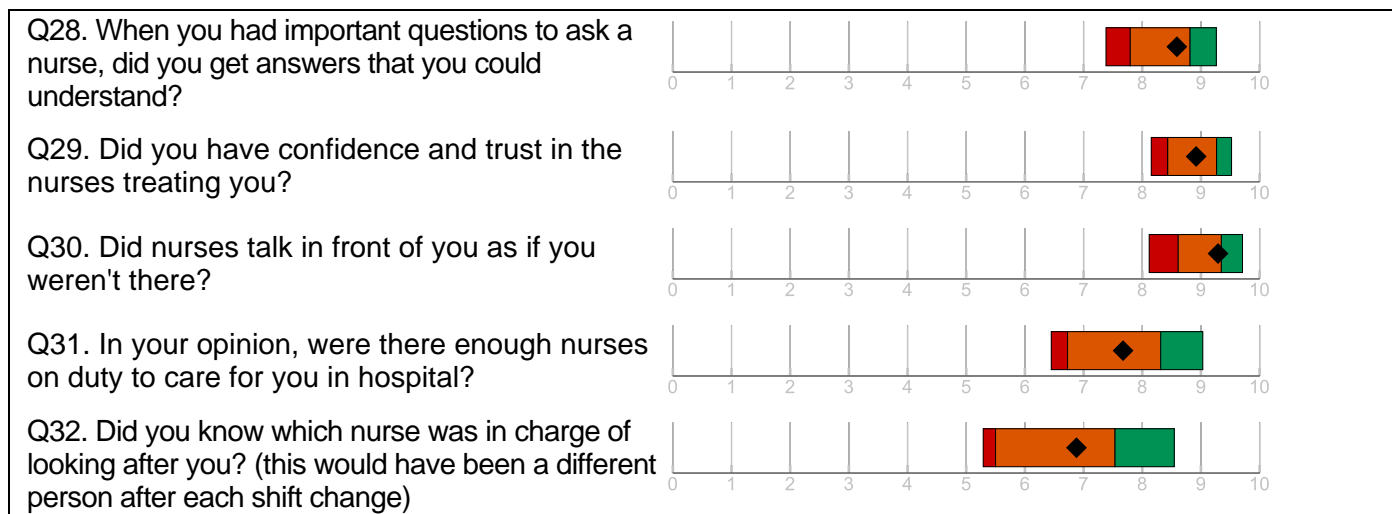 Q28. When you had important questions to ask a
nurse, did you get answers that you could
understand?
0 1 2 3 4 5 6 7 8 9 10
Q29. Did you have confidence and trust in the
nurses treating you?
0 1 2 3 4 5 6 7 8 9 10
Q30. Did nurses talk in front of you as if you
weren't there?
0 1 2 3 4 5 6 7 8 9 10
Q31. In your opinion, were there enough nurses
on duty to care for you in hospital?
0 1 2 3 4 5 6 7 8 9 10
Q32. Did you know which nurse was in charge of
looking after you? (this would have been a different
person after each shift change)
0 1 2 3 4 5 6 7 8 9 10